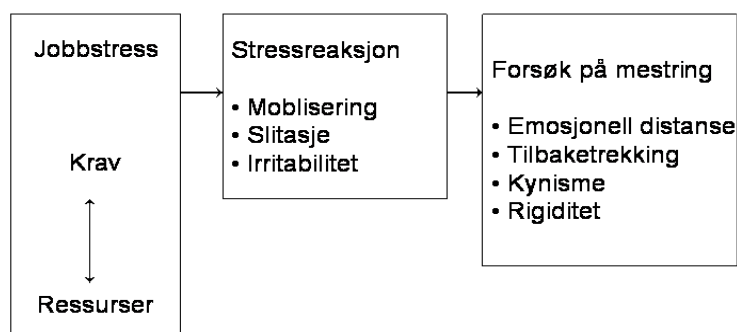 Jobbstress
Krav
Ressurser
Stressreaksjon
• Moblisering
• Slitasje
• Irritabilitet
Forsøk på mestring
• Emosjonell distanse
• Tilbaketrekking
• Kynisme
• Rigiditet